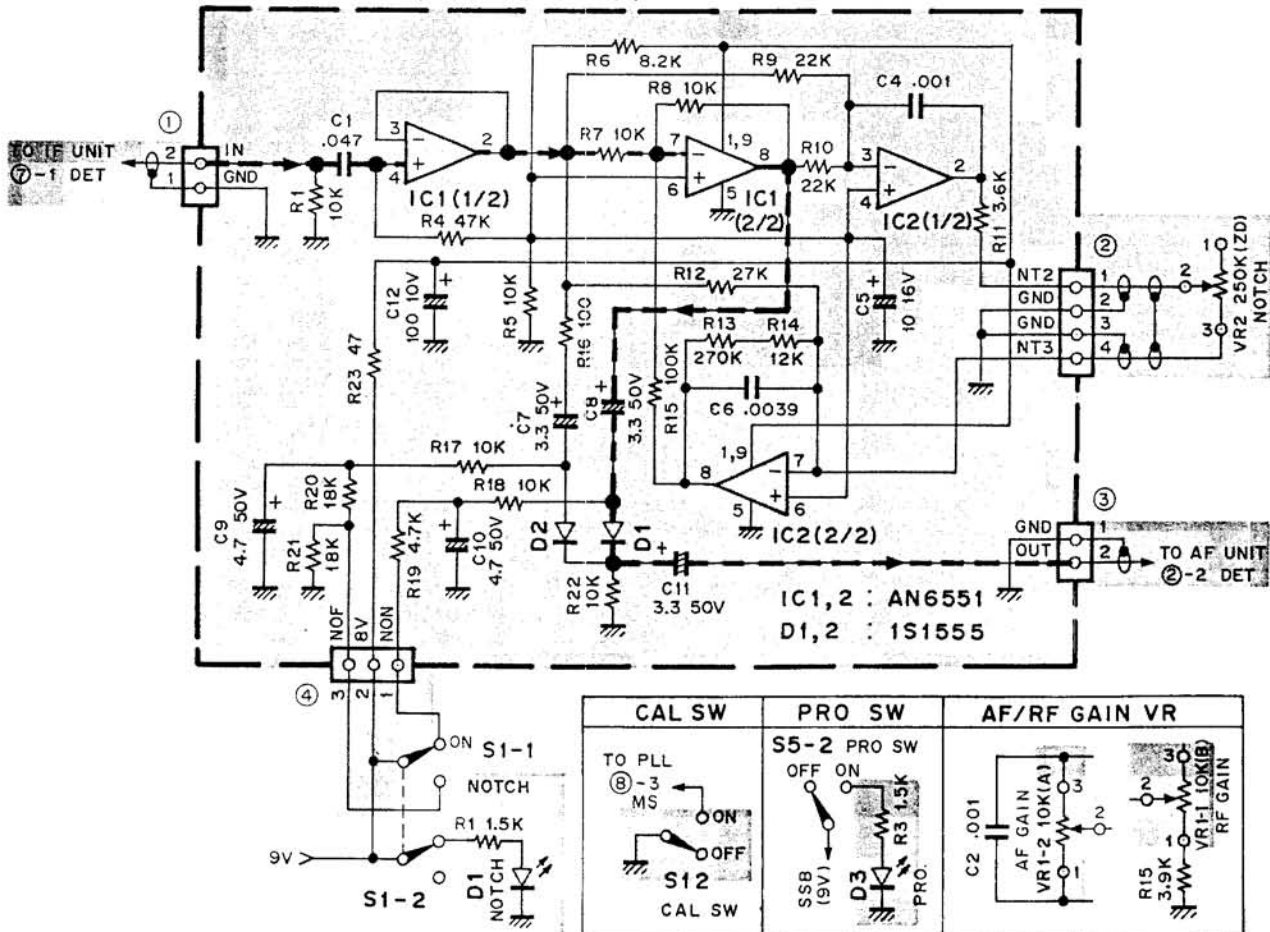 R6 8.2K
R9 22K
C4 .001
R8 10K
①
C1 .047
IN
TO IF UNIT
⑦-1 DET
2
1
GND
R1 10K
3
4
2
IC1(1/2)
R7 10K
7
6
1,9
8
5
IC1
(2/2)
R10
22K
3
4
2
IC2(1/2)
R11 3.6K
R4 47K
②
NT2
GND
GND
NT3
1
2
3
4
1
2
3
VR2 250K(ZD)
NOTCH
C12
100 10V
R5 10K
R16 100
R12 27K
C5
10 16V
R23 47
R13
270K
R14
12K
C7
3.3 50V
C8
3.3 50V
R15 100K
C6 .0039
R17 10K
R18 10K
1,9
8
7
6
5
IC2(2/2)
C9
4.7 50V
R20
18K
R21
18K
R19 4.7K
C10
4.7 50V
D2
D1
R22
10K
C11
3.3 50V
③
GND
OUT
1
2
TO AF UNIT
②-2 DET
IC1,2 : AN6551
D1,2 : 1S1555
NOF
8V
NON
④
3
2
1
ON
S1-1
NOTCH
R1 1.5K
9V
D1
NOTCH
S1-2
CAL SW
TO PLL
⑧-3
MS
ON
OFF
S12
CAL SW
PRO SW
S5-2 PRO SW
OFF ON
R3 1.5K
SSB
(9V)
D3
PRO.
AF/RF GAIN VR
C2 .001
AF GAIN
VR1-2 10K(A)
3
2
1
3
2
1
VR1-1 10K(B)
RF GAIN
R15
3.9K